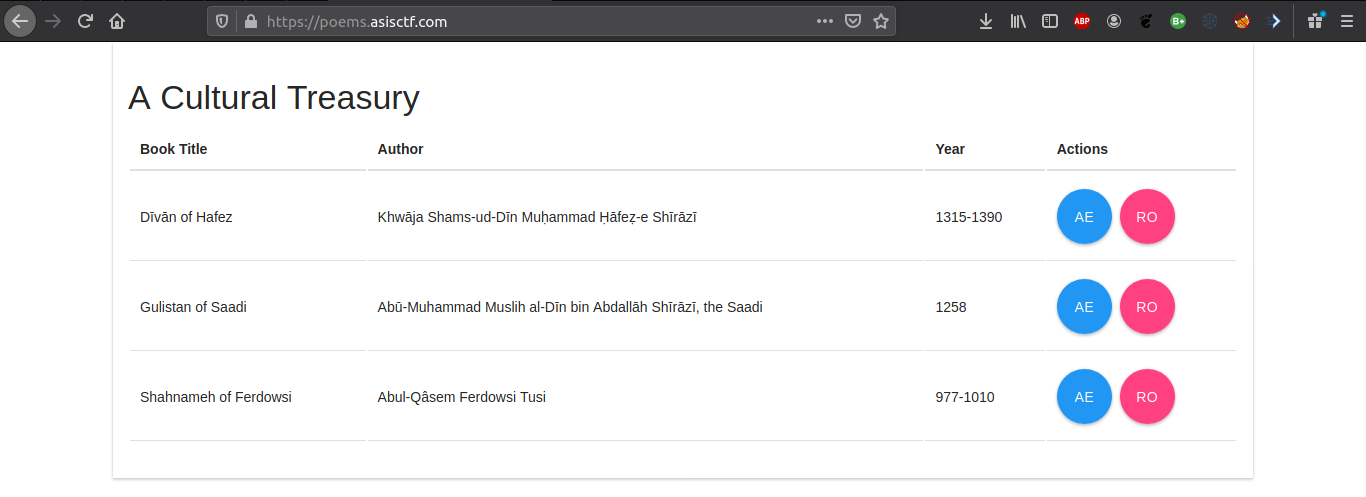 https://poems.asisctf.com
ABP
B+
A Cultural Treasury
Book Title Author Year Actions
Dīvān of Hafez Khwāja Shams-ud-Dīn Muḥammad Ḥāfeẓ-e Shīrāzī 1315-1390 AE RO
Gulistan of Saadi Abū-Muhammad Muslih al-Dīn bin Abdallāh Shīrāzī, the Saadi 1258 AE RO
Shahnameh of Ferdowsi Abul-Qâsem Ferdowsi Tusi 977-1010 AE RO